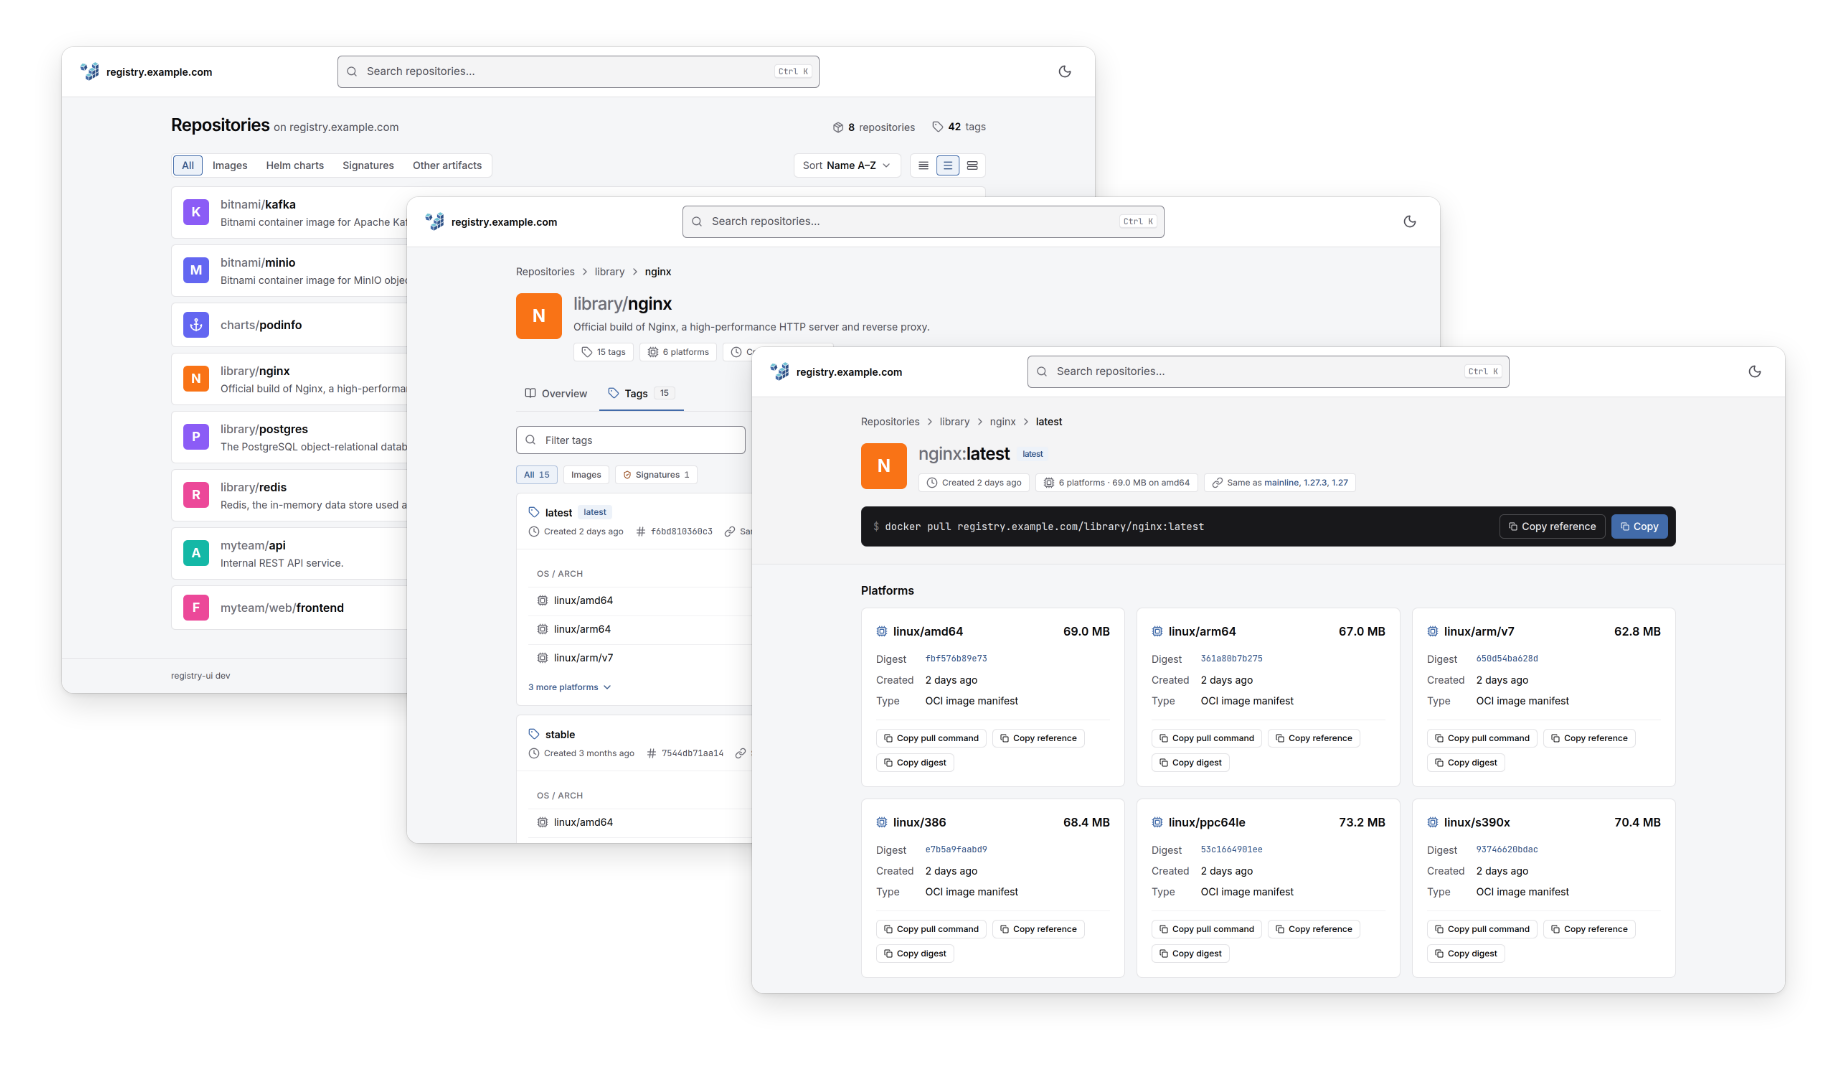 registry.example.com
Search repositories...
Ctrl K
Repositories on registry.example.com
8 repositories
42 tags
All
Images
Helm charts
Signatures
Other artifacts
Sort Name A–Z
K
bitnami/kafka
Bitnami container image for Apache
M
bitnami/minio
Bitnami container image for MinIO
charts/podinfo
N
library/nginx
Official build of Nginx, a
P
library/postgres
The PostgreSQL object-relational
R
library/redis
Redis, the in-memory data store used a
A
myteam/api
Internal REST API service.
F
myteam/web/frontend
registry-ui dev
registry.example.com
Search repositories...
Ctrl K
Repositories > library > nginx
N
library/nginx
Official build of Nginx, a high-performance HTTP server and reverse proxy.
15 tags
6 platforms
Overview
Tags 15
Filter tags
All 15
Images
Signatures 1
latest latest
Created 2 days ago # f6bd810360c3
OS / ARCH
linux/amd64
linux/arm64
linux/arm/v7
3 more platforms
stable
Created 3 months ago # 7544db71aa14
OS / ARCH
linux/amd64
registry.example.com
Search repositories...
Ctrl K
Repositories > library > nginx > latest
N
nginx:latest latest
Created 2 days ago
6 platforms · 69.0 MB on amd64
Same as mainline, 1.27.3, 1.27
$ docker pull registry.example.com/library/nginx:latest
Copy reference
Copy
Platforms
linux/amd64 69.0 MB
Digest fbf576b89e73
Created 2 days ago
Type OCI image manifest
Copy pull command
Copy reference
Copy digest
linux/arm64 67.0 MB
Digest 361a80b7b275
Created 2 days ago
Type OCI image manifest
Copy pull command
Copy reference
Copy digest
linux/arm/v7 62.8 MB
Digest 650d54ba628d
Created 2 days ago
Type OCI image manifest
Copy pull command
Copy reference
Copy digest
linux/386 68.4 MB
Digest e7b5a9faabd9
Created 2 days ago
Type OCI image manifest
Copy pull command
Copy reference
Copy digest
linux/ppc64le 73.2 MB
Digest 53c1664901ee
Created 2 days ago
Type OCI image manifest
Copy pull command
Copy reference
Copy digest
linux/s390x 70.4 MB
Digest 93746620bdac
Created 2 days ago
Type OCI image manifest
Copy pull command
Copy reference
Copy digest